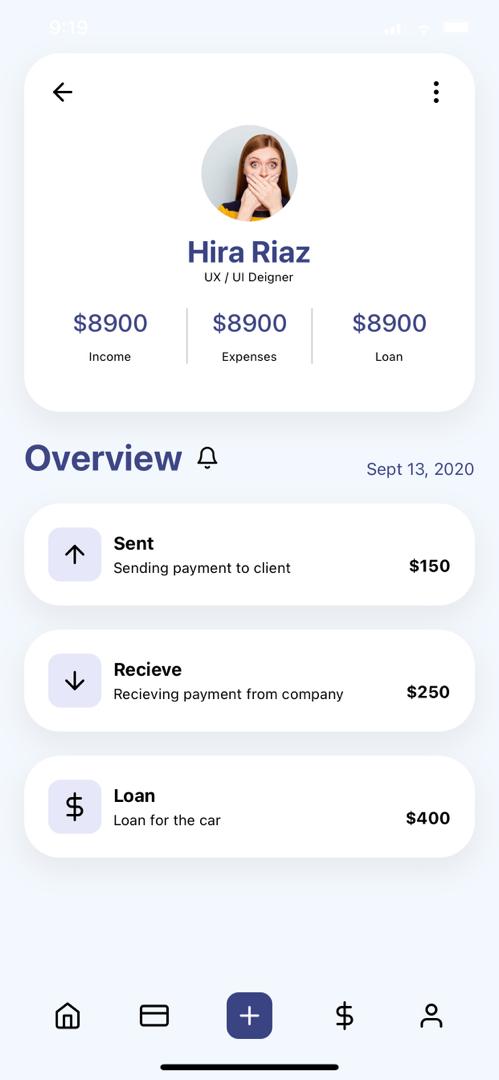 9:19
Hira Riaz
UX / UI Deigner
$8900 $8900 $8900
Income Expenses Loan
Overview
Sept 13, 2020
Sent
Sending payment to client
$150
Recieve
Recieving payment from company
$250
Loan
Loan for the car
$400